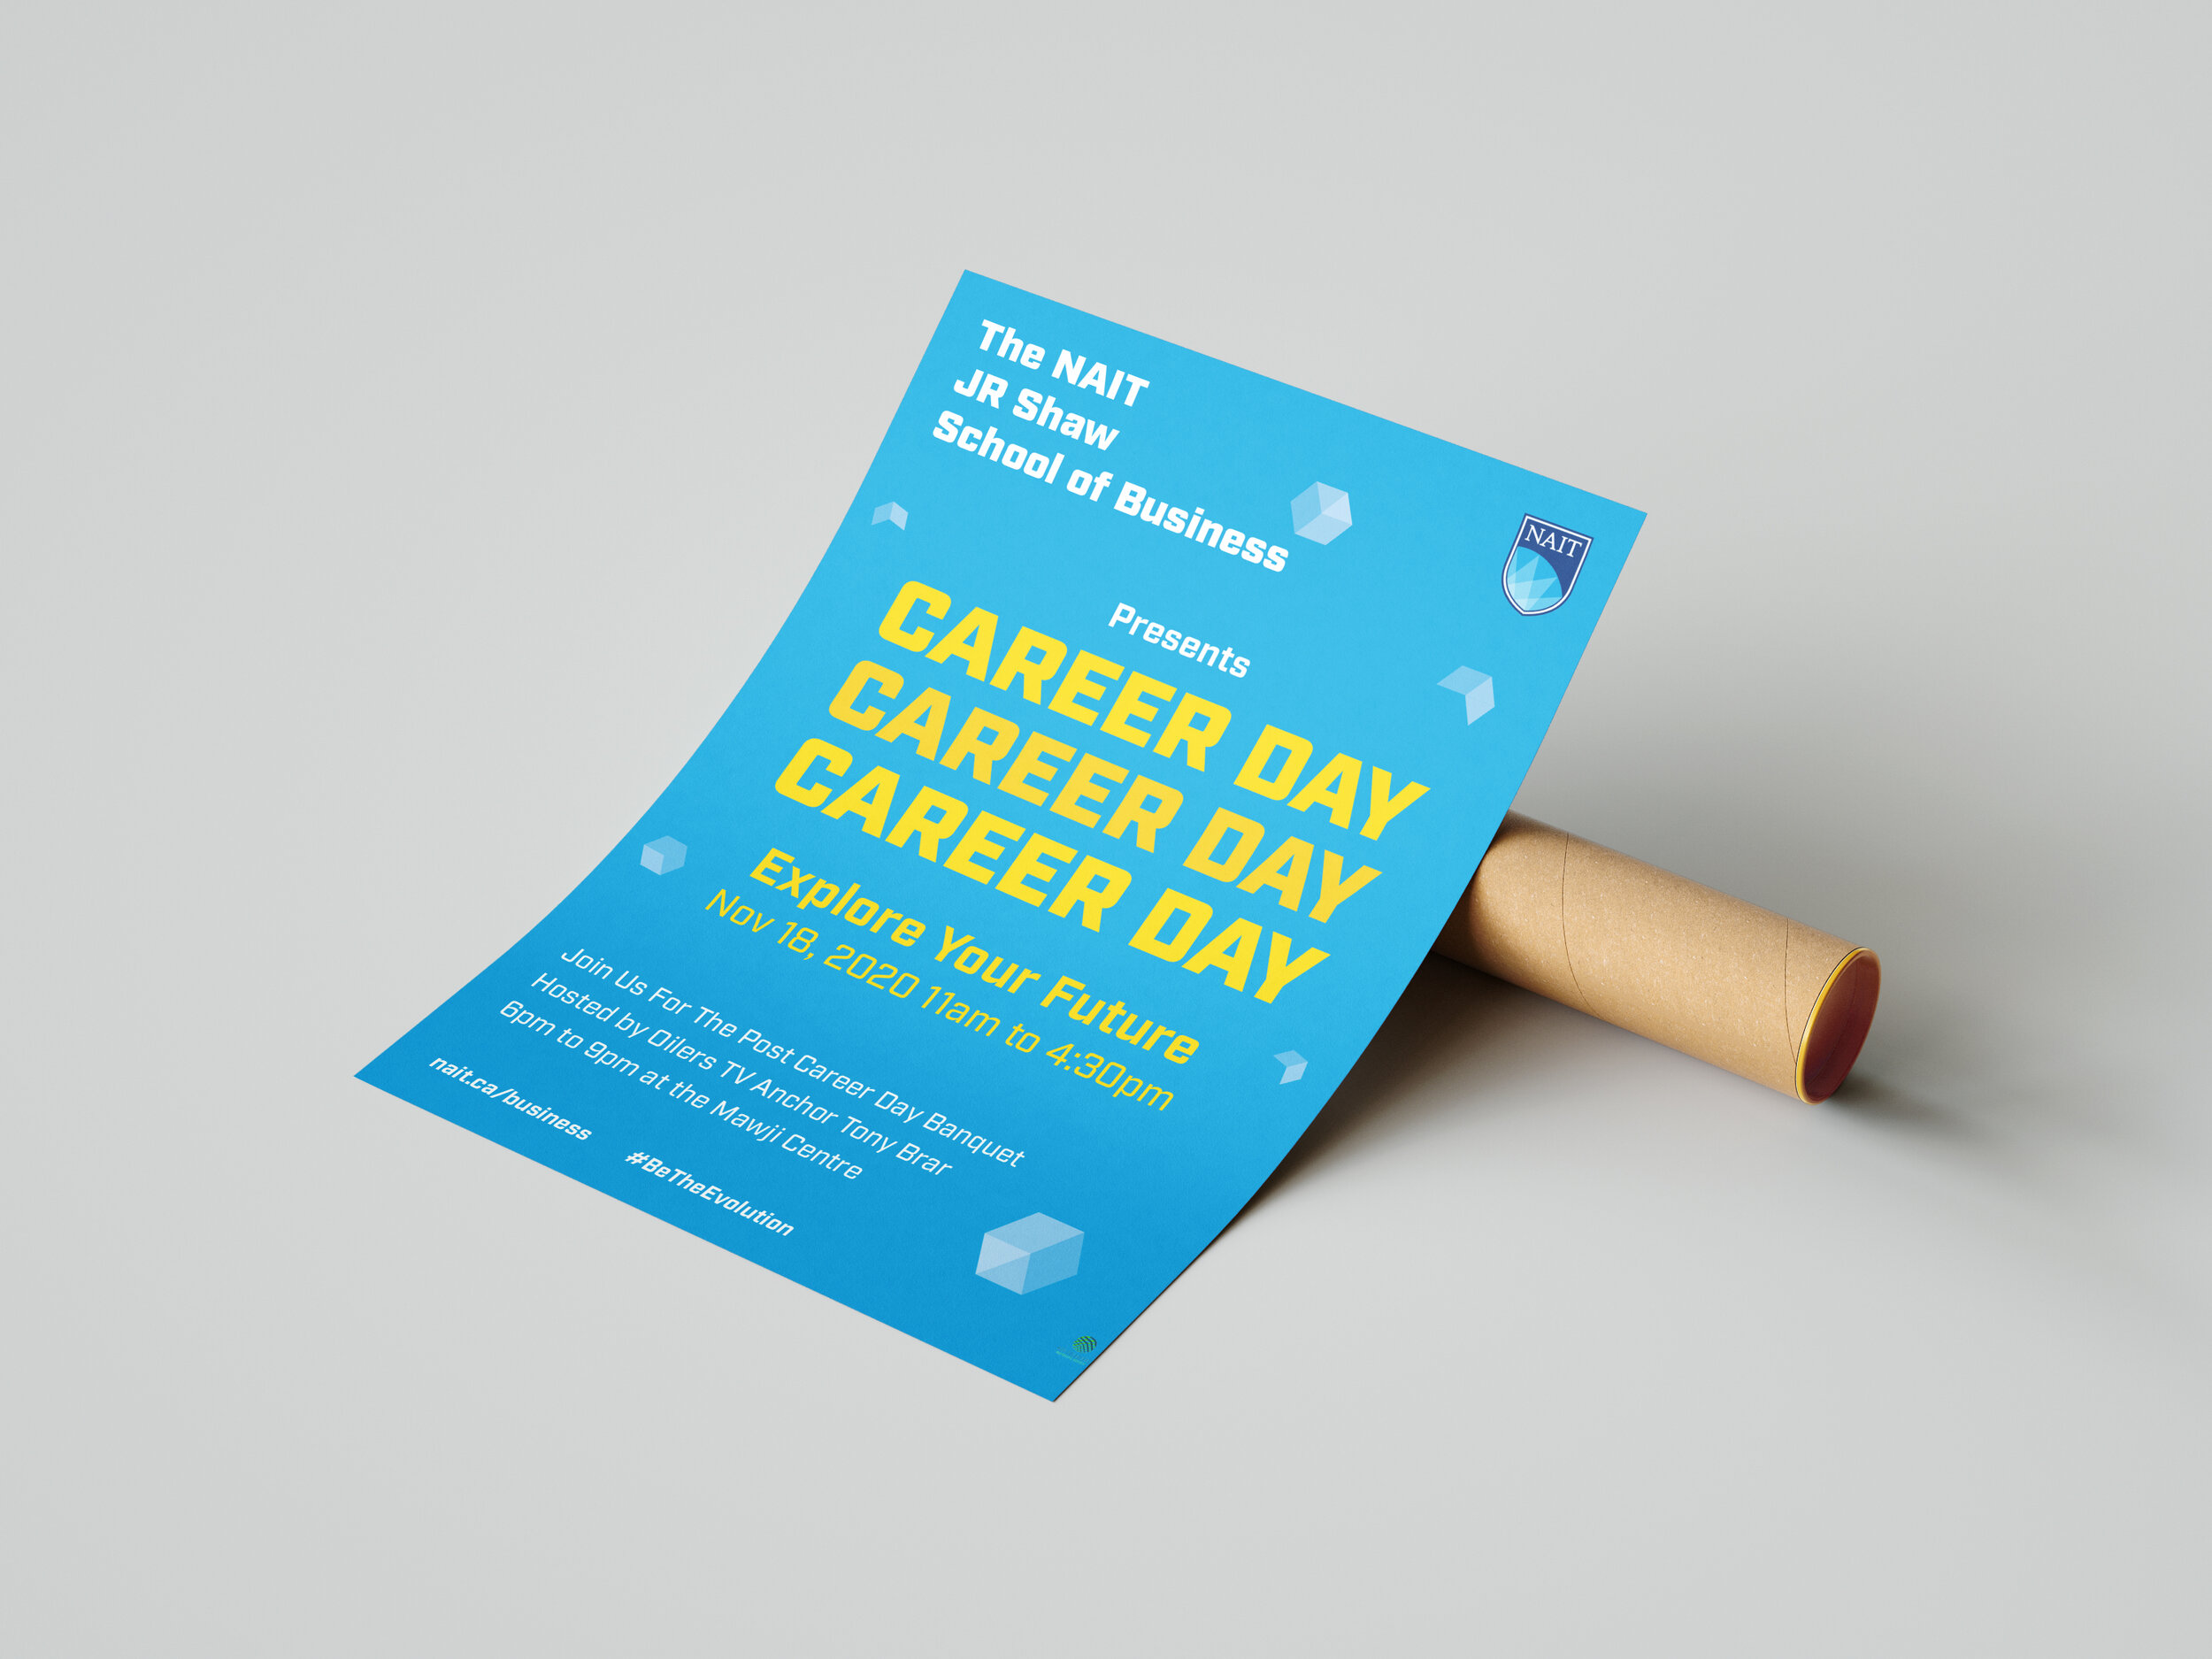 The NAIT
JR Shaw
School of Business
NAIT
Presents
CAREER DAY
CAREER DAY
CAREER DAY
Explore Your Future
Nov 18, 2020 11am to 4:30pm
Join Us For The Post Career Day Banquet
Hosted by Oilers TV Anchor Tony Brar
6pm to 9pm at the Mawji Centre
nait.ca/business #BeTheEvolution